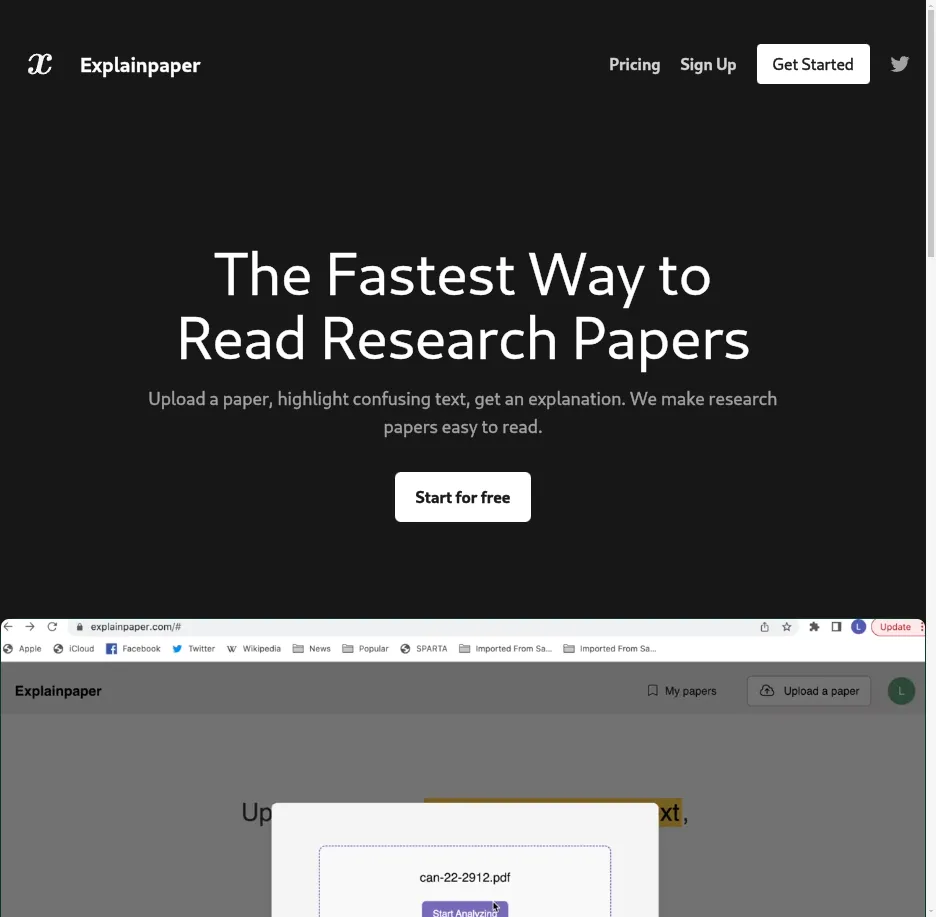 x Explainpaper Pricing Sign Up Get Started
The Fastest Way to
Read Research Papers
Upload a paper, highlight confusing text, get an explanation. We make research
papers easy to read.
Start for free
explainpaper.com/# L Update
Apple iCloud Facebook Twitter W Wikipedia News Popular SPARTA Imported From Sa... Imported From Sa...
Explainpaper My papers Upload a paper L
Up xt,
can-22-2912.pdf
Start Analyzing